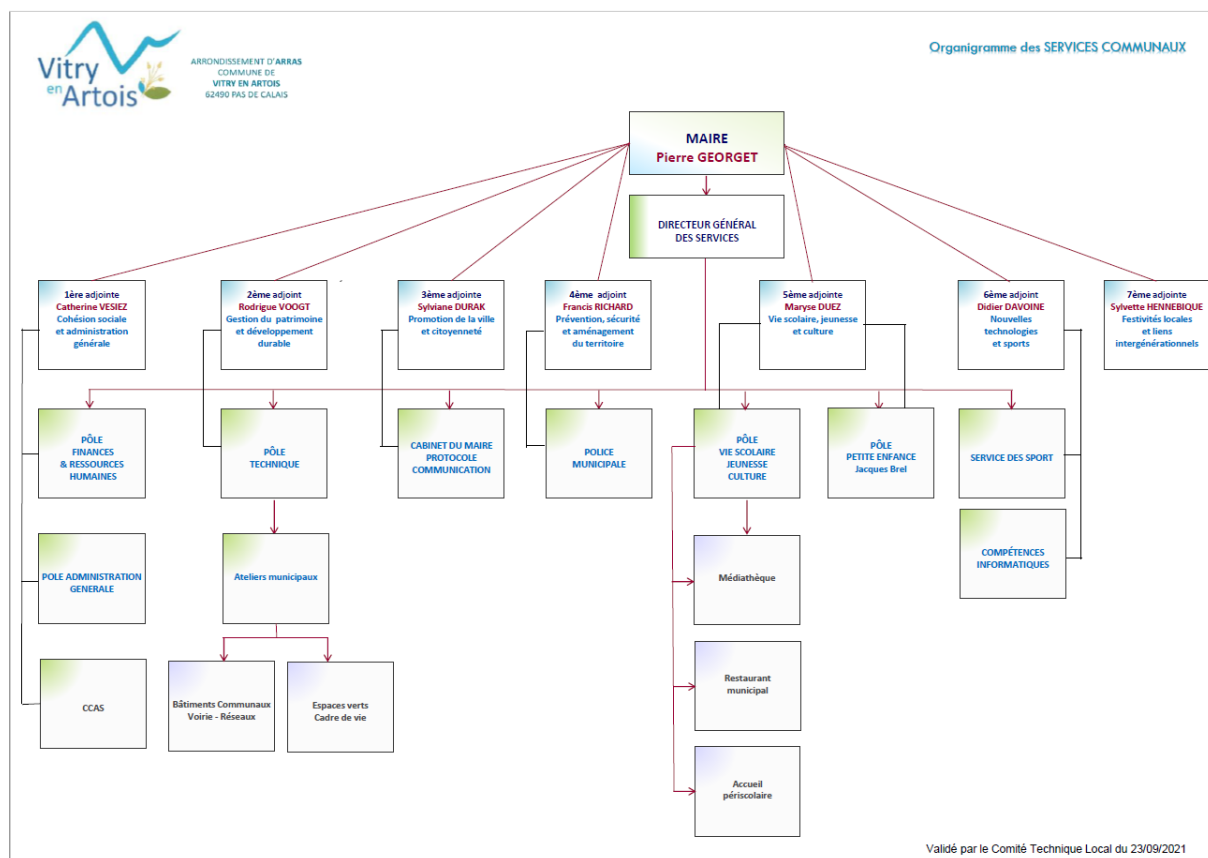 Vitry
en Artois
ARRONDISSEMENT D'ARRAS
COMMUNE DE
VITRY EN ARTOIS
62490 PAS DE CALAIS
Organigramme des SERVICES COMMUNAUX
MAIRE
Pierre GEORGET
DIRECTEUR GÉNÉRAL
DES SERVICES
1ère adjointe
Catherine VESIEZ
Cohésion sociale
et administration
générale
2ème adjoint
Rodrigue VOOGT
Gestion du patrimoine
et développement
durable
3ème adjointe
Sylviane DURAK
Promotion de la ville
et citoyenneté
4ème adjoint
Francis RICHARD
Prévention, sécurité
et aménagement
du territoire
5ème adjointe
Maryse DUEZ
Vie scolaire, jeunesse
et culture
6ème adjoint
Didier DAVOINE
Nouvelles
technologies
et sports
7ème adjointe
Sylvette HENNEBIQUE
Festivités locales
et liens
intergénérationnels
PÔLE
FINANCES
& RESSOURCES
HUMAINES
PÔLE
TECHNIQUE
CABINET DU MAIRE
PROTOCOLE
COMMUNICATION
POLICE
MUNICIPALE
PÔLE
VIE SCOLAIRE
JEUNESSE
CULTURE
PÔLE
PETITE ENFANCE
Jacques Brel
SERVICE DES SPORT
POLE ADMINISTRATION
GENERALE
Ateliers municipaux
Médiathèque
COMPÉTENCES
INFORMATIQUES
CCAS
Bâtiments Communaux
Voirie - Réseaux
Espaces verts
Cadre de vie
Restaurant
municipal
Accueil
périscolaire
Validé par le Comité Technique Local du 23/09/2021